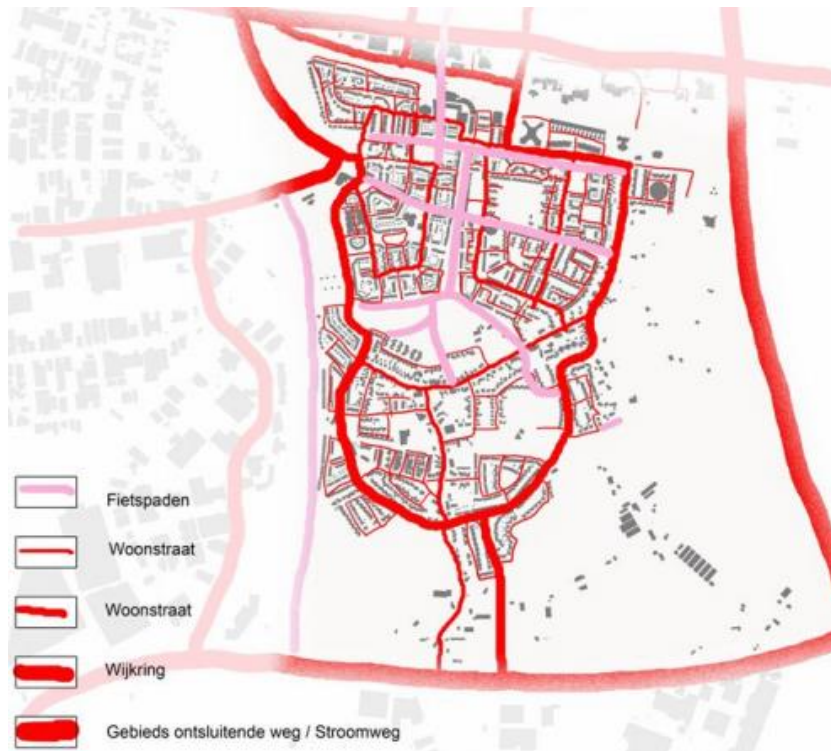 Fietspaden
Woonstraat
Woonstraat
Wijkring
Gebieds ontsluitende weg / Stroomweg